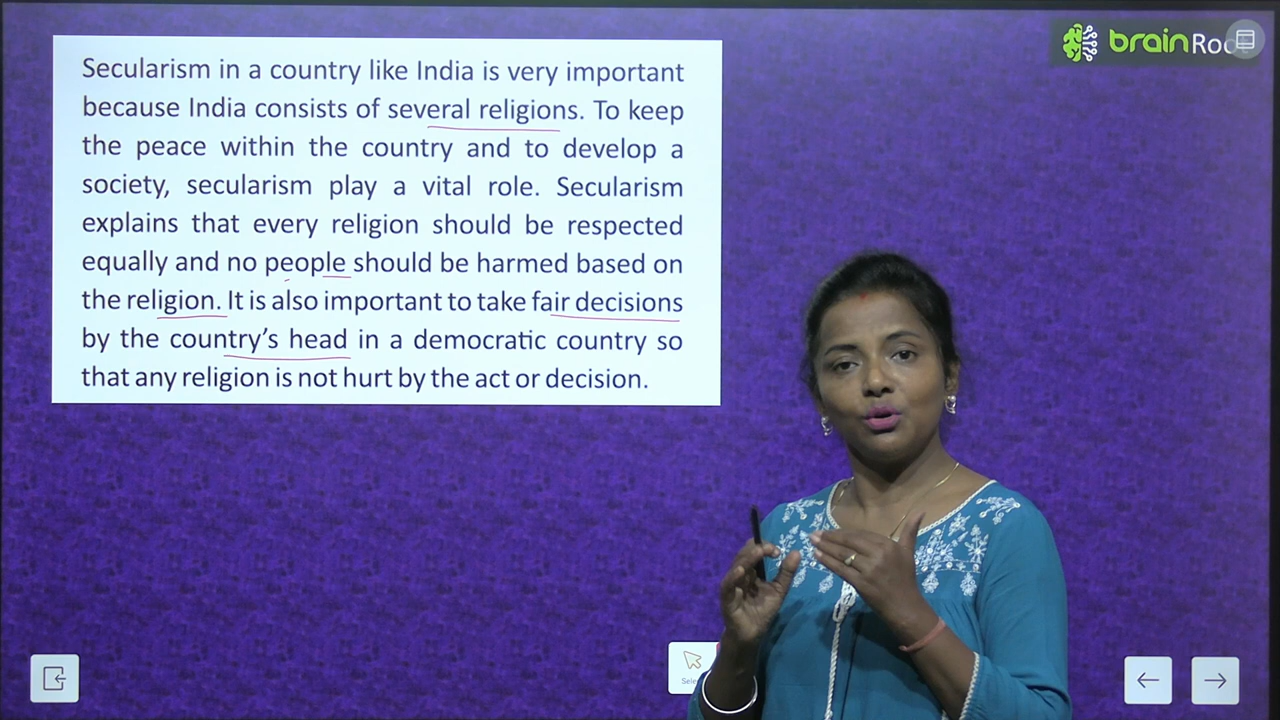 Secularism in a country like India is very important
because India consists of several religions. To keep
the peace within the country and to develop a
society, secularism play a vital role. Secularism
explains that every religion should be respected
equally and no people should be harmed based on
the religion. It is also important to take fair decisions
by the country's head in a democratic country so
that any religion is not hurt by the act or decision.
brain Roo
Sele